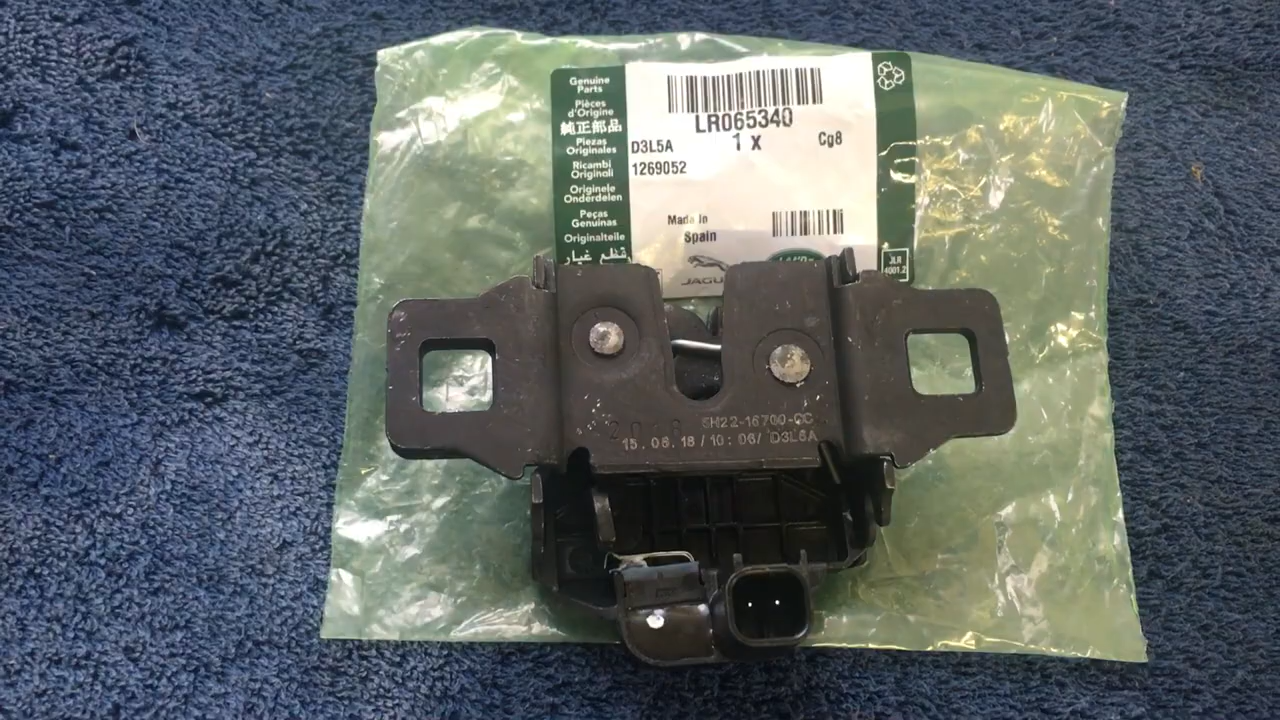 Genuine
Parts
Pièces
d'Origine
純正部品
Piezas
Originales
Ricambi
Originali
Originele
Onderdelen
Peças
Genuínas
Originalteile
قطع غيار
LR065340
1 x
Cg8
D3L5A
1269052
Made in
Spain
JLR
4001.2
5H22-16700-CC
15.06.18/10:06/ D3L5A